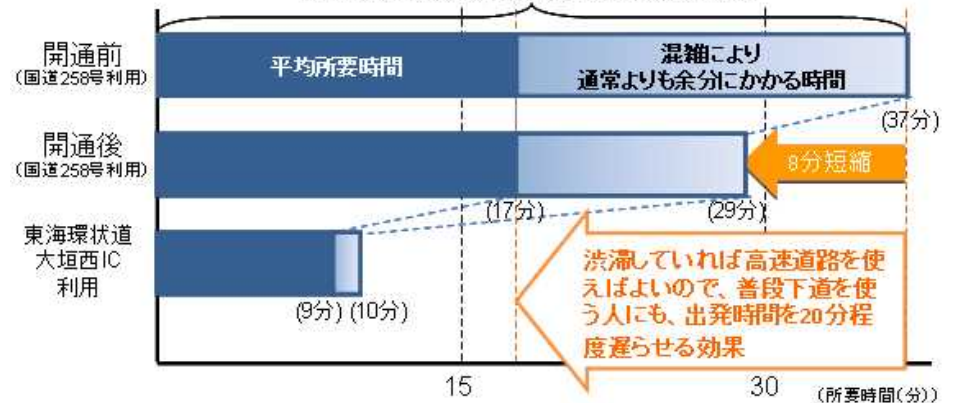 開通前
(国道258号利用)
平均所要時間
混雑により
通常よりも余分にかかる時間
(37分)
開通後
(国道258号利用)
8分短縮
(17分)
(29分)
東海環状道
大垣西IC
利用
(9分)
(10分)
渋滞していれば高速道路を使
えばよいので、普段下道を使
う人にも、出発時間を20分程
度遅らせる効果
15
30
(所要時間(分))